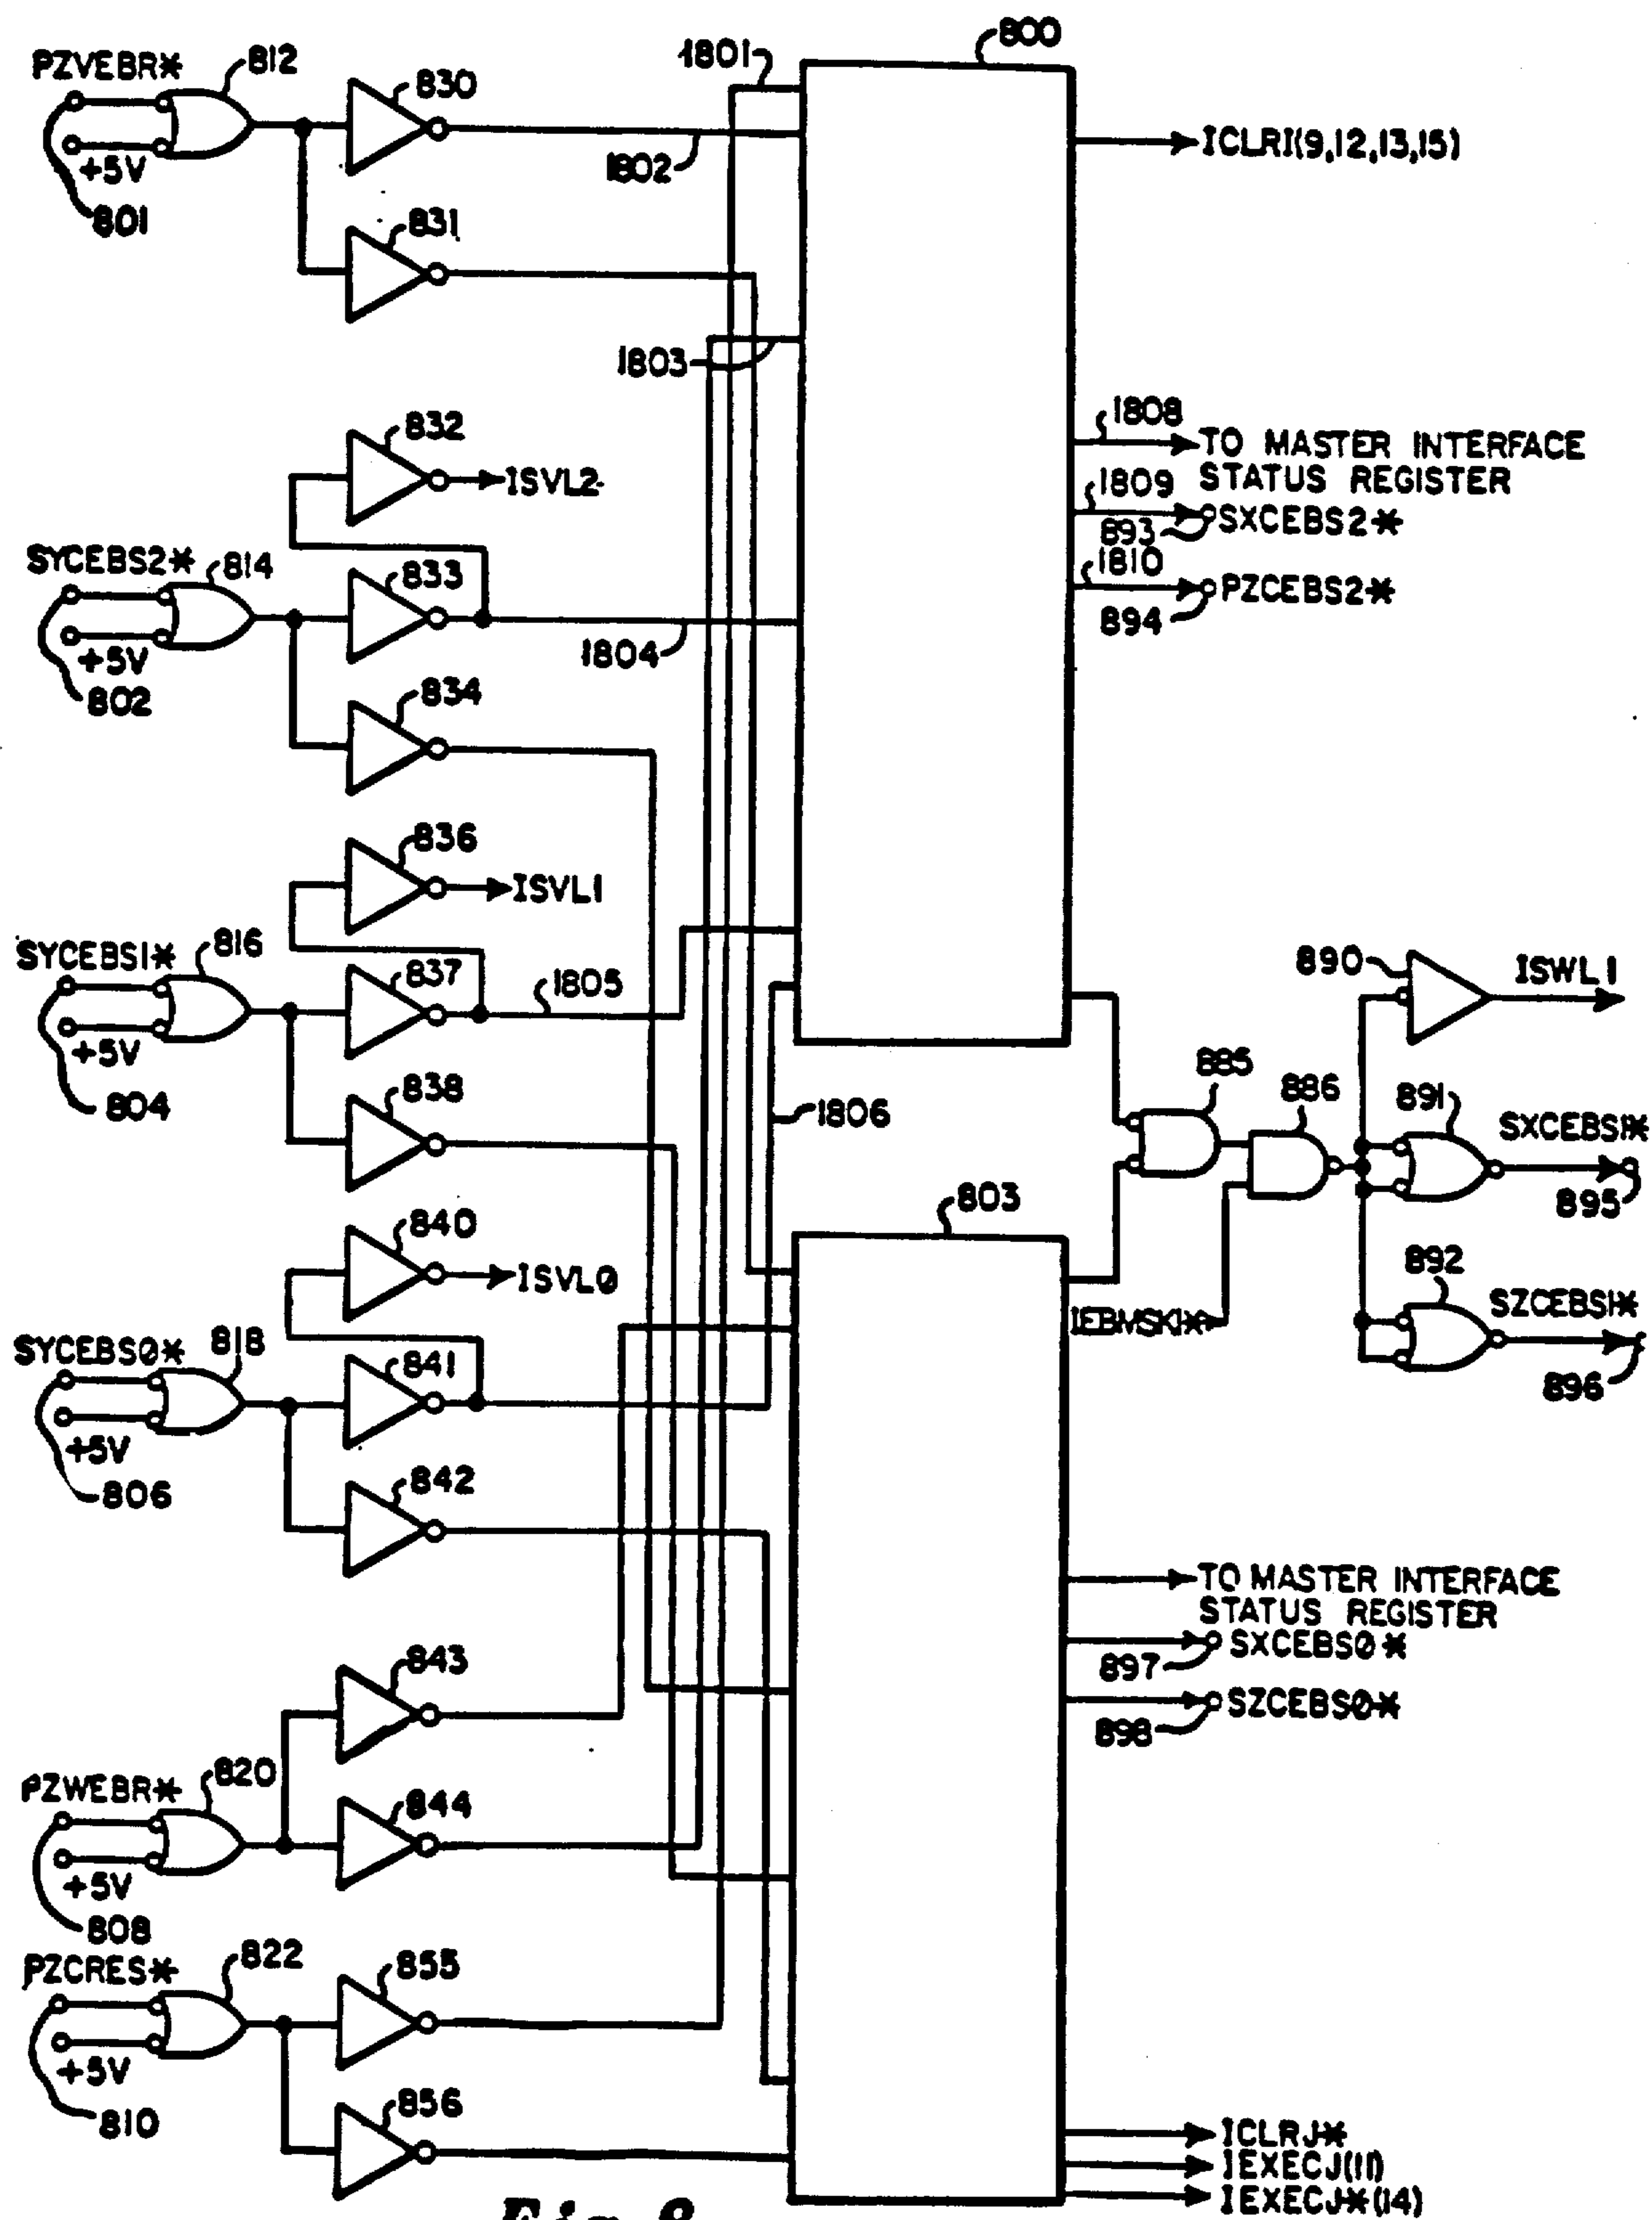 800
1801
PZVEBR*
812
830
+5V
801
1802
ICLRI(9,12,13,15)
831
1803
832
ISVL2
1808
TO MASTER INTERFACE
STATUS REGISTER
1809
893
SXCEBS2*
1810
894
PZCEBS2*
SYCEBS2*
814
833
+5V
802
1804
834
836
ISVL1
SYCEBS1*
816
837
1805
+5V
804
838
1806
890
ISWL1
885
886
891
SXCEBS1*
895
803
840
ISVL0
IEBMSK1*
892
SZCEBS1*
896
SYCEBS0*
818
841
+5V
806
842
TO MASTER INTERFACE
STATUS REGISTER
SXCEBS0*
897
SZCEBS0*
898
843
PZWEBR*
820
844
+5V
808
PZCRES*
822
855
+5V
810
856
ICLRJ*
IEXECJ(11)
IEXECJ*(14)